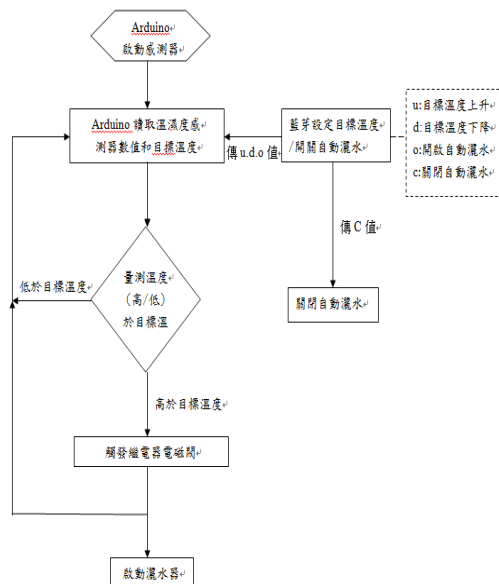 Arduino
啟動感測器
Arduino 讀取溫濕度感
測器數值和目標溫度
藍芽設定目標溫度
/開關自動灑水
傳 u.d.o 值
u:目標溫度上升
d:目標溫度下降
o:開啟自動灑水
c:關閉自動灑水
傳 C 值
關閉自動灑水
量測溫度
(高/低)
於目標溫
低於目標溫度
高於目標溫度
觸發繼電器電磁閥
啟動灑水器